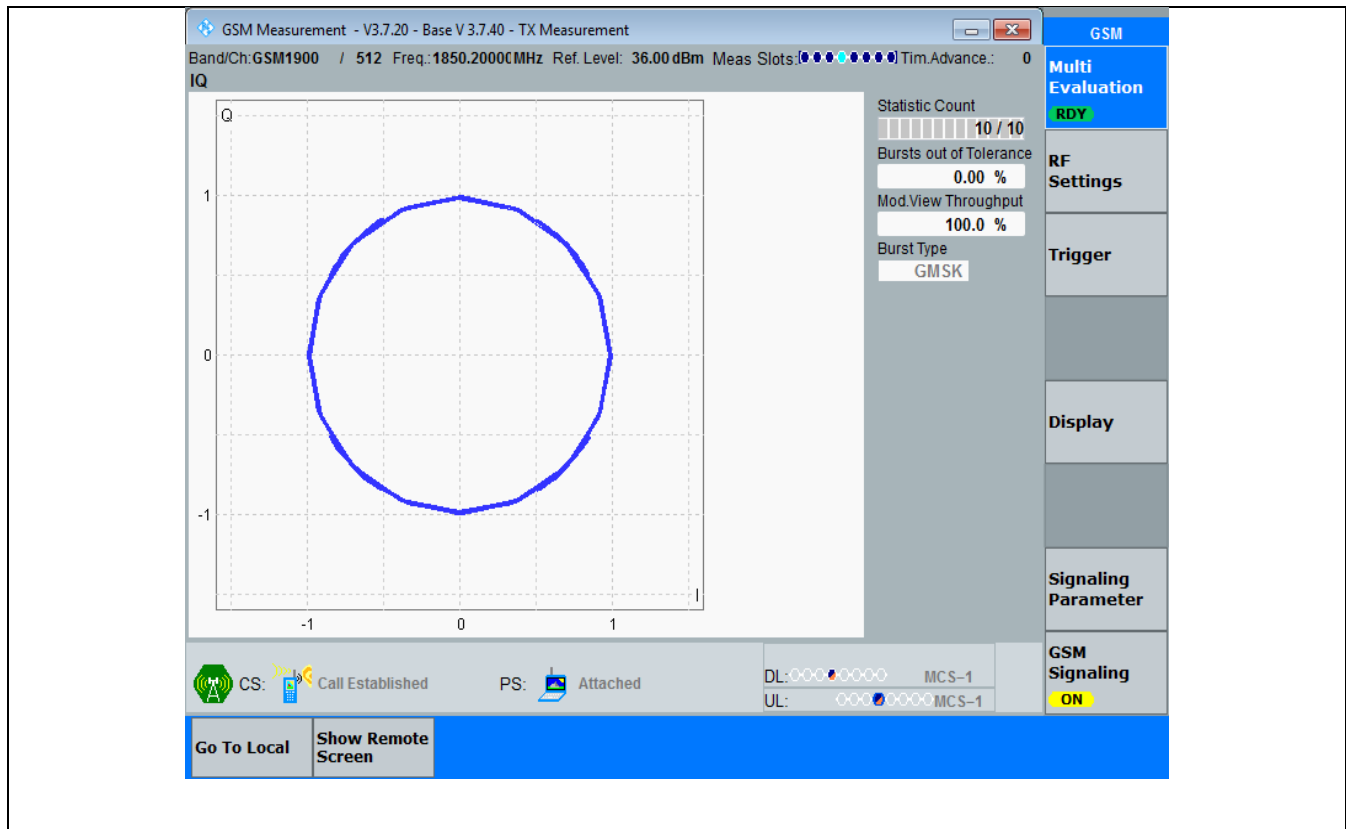 GSM Measurement - V3.7.20 - Base V 3.7.40 - TX Measurement
GSM
Band/Ch:GSM1900 / 512 Freq.:1850.20000MHz Ref. Level: 36.00 dBm Meas Slots: Tim.Advance.: 0
IQ
Q
1
0
-1
I
-1 0 1
Statistic Count
10 / 10
Bursts out of Tolerance
0.00 %
Mod.View Throughput
100.0 %
Burst Type
GMSK
Multi
Evaluation
RDY
RF
Settings
Trigger
Display
Signaling
Parameter
GSM
Signaling
ON
CS: Call Established PS: Attached
DL: MCS-1
UL: MCS-1
Go To Local
Show Remote
Screen